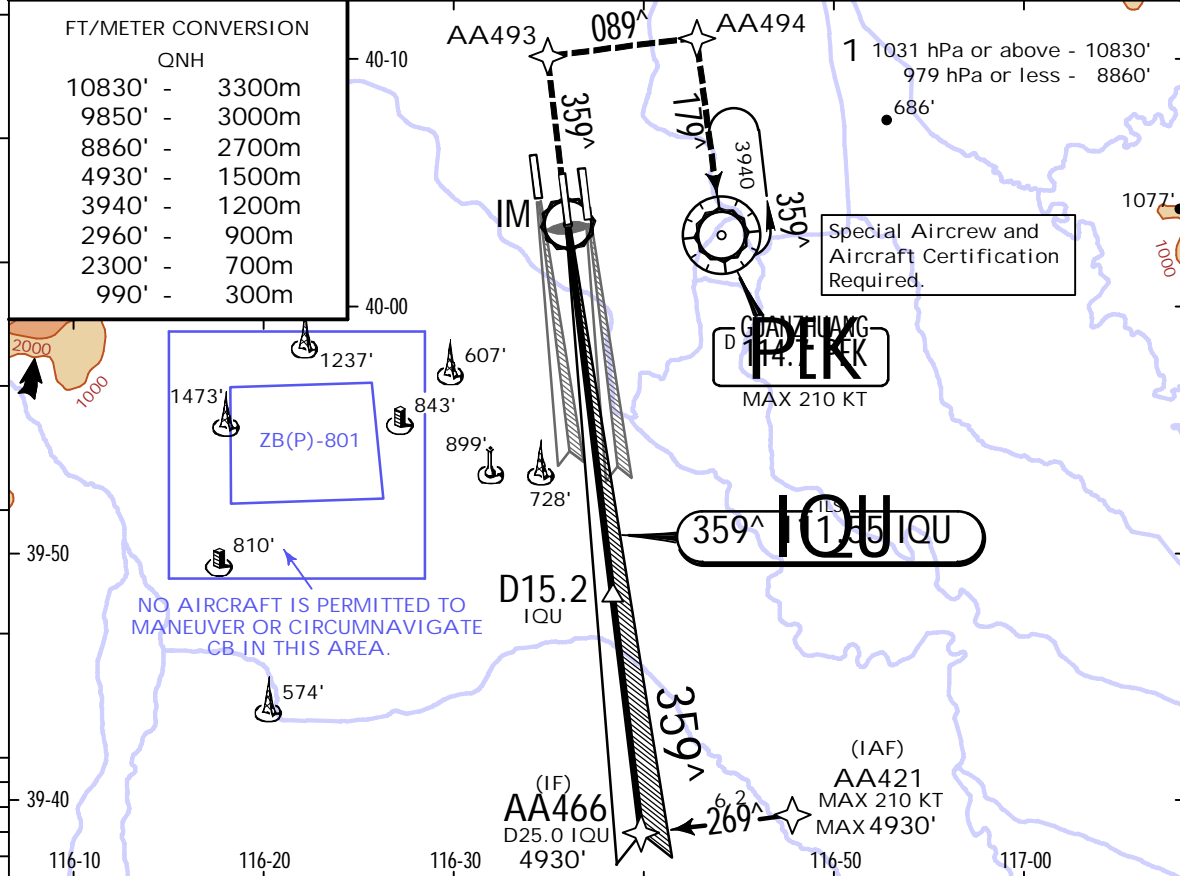 FT/METER CONVERSION
QNH
10830' - 3300m
9850' - 3000m
8860' - 2700m
4930' - 1500m
3940' - 1200m
2960' - 900m
2300' - 700m
990' - 300m
AA493
089^
AA494
40-10
1 1031 hPa or above - 10830'
979 hPa or less - 8860'
686'
359^
179^
3940
359^
1077'
1000
IM
Special Aircrew and
Aircraft Certification
Required.
40-00
2000
1000
1237'
607'
1473'
843'
ZB(P)-801
899'
728'
GUANZHUANG
D
PEK
MAX 210 KT
ILS
359^ 111.55 IQU
IQU
39-50
810'
D15.2
IQU
NO AIRCRAFT IS PERMITTED TO
MANEUVER OR CIRCUMNAVIGATE
CB IN THIS AREA.
574'
359^
(IAF)
AA421
MAX 210 KT
MAX 4930'
39-40
(IF)
AA466
D25.0 IQU
4930'
6.2
269^
116-10
116-20
116-30
116-50
117-00